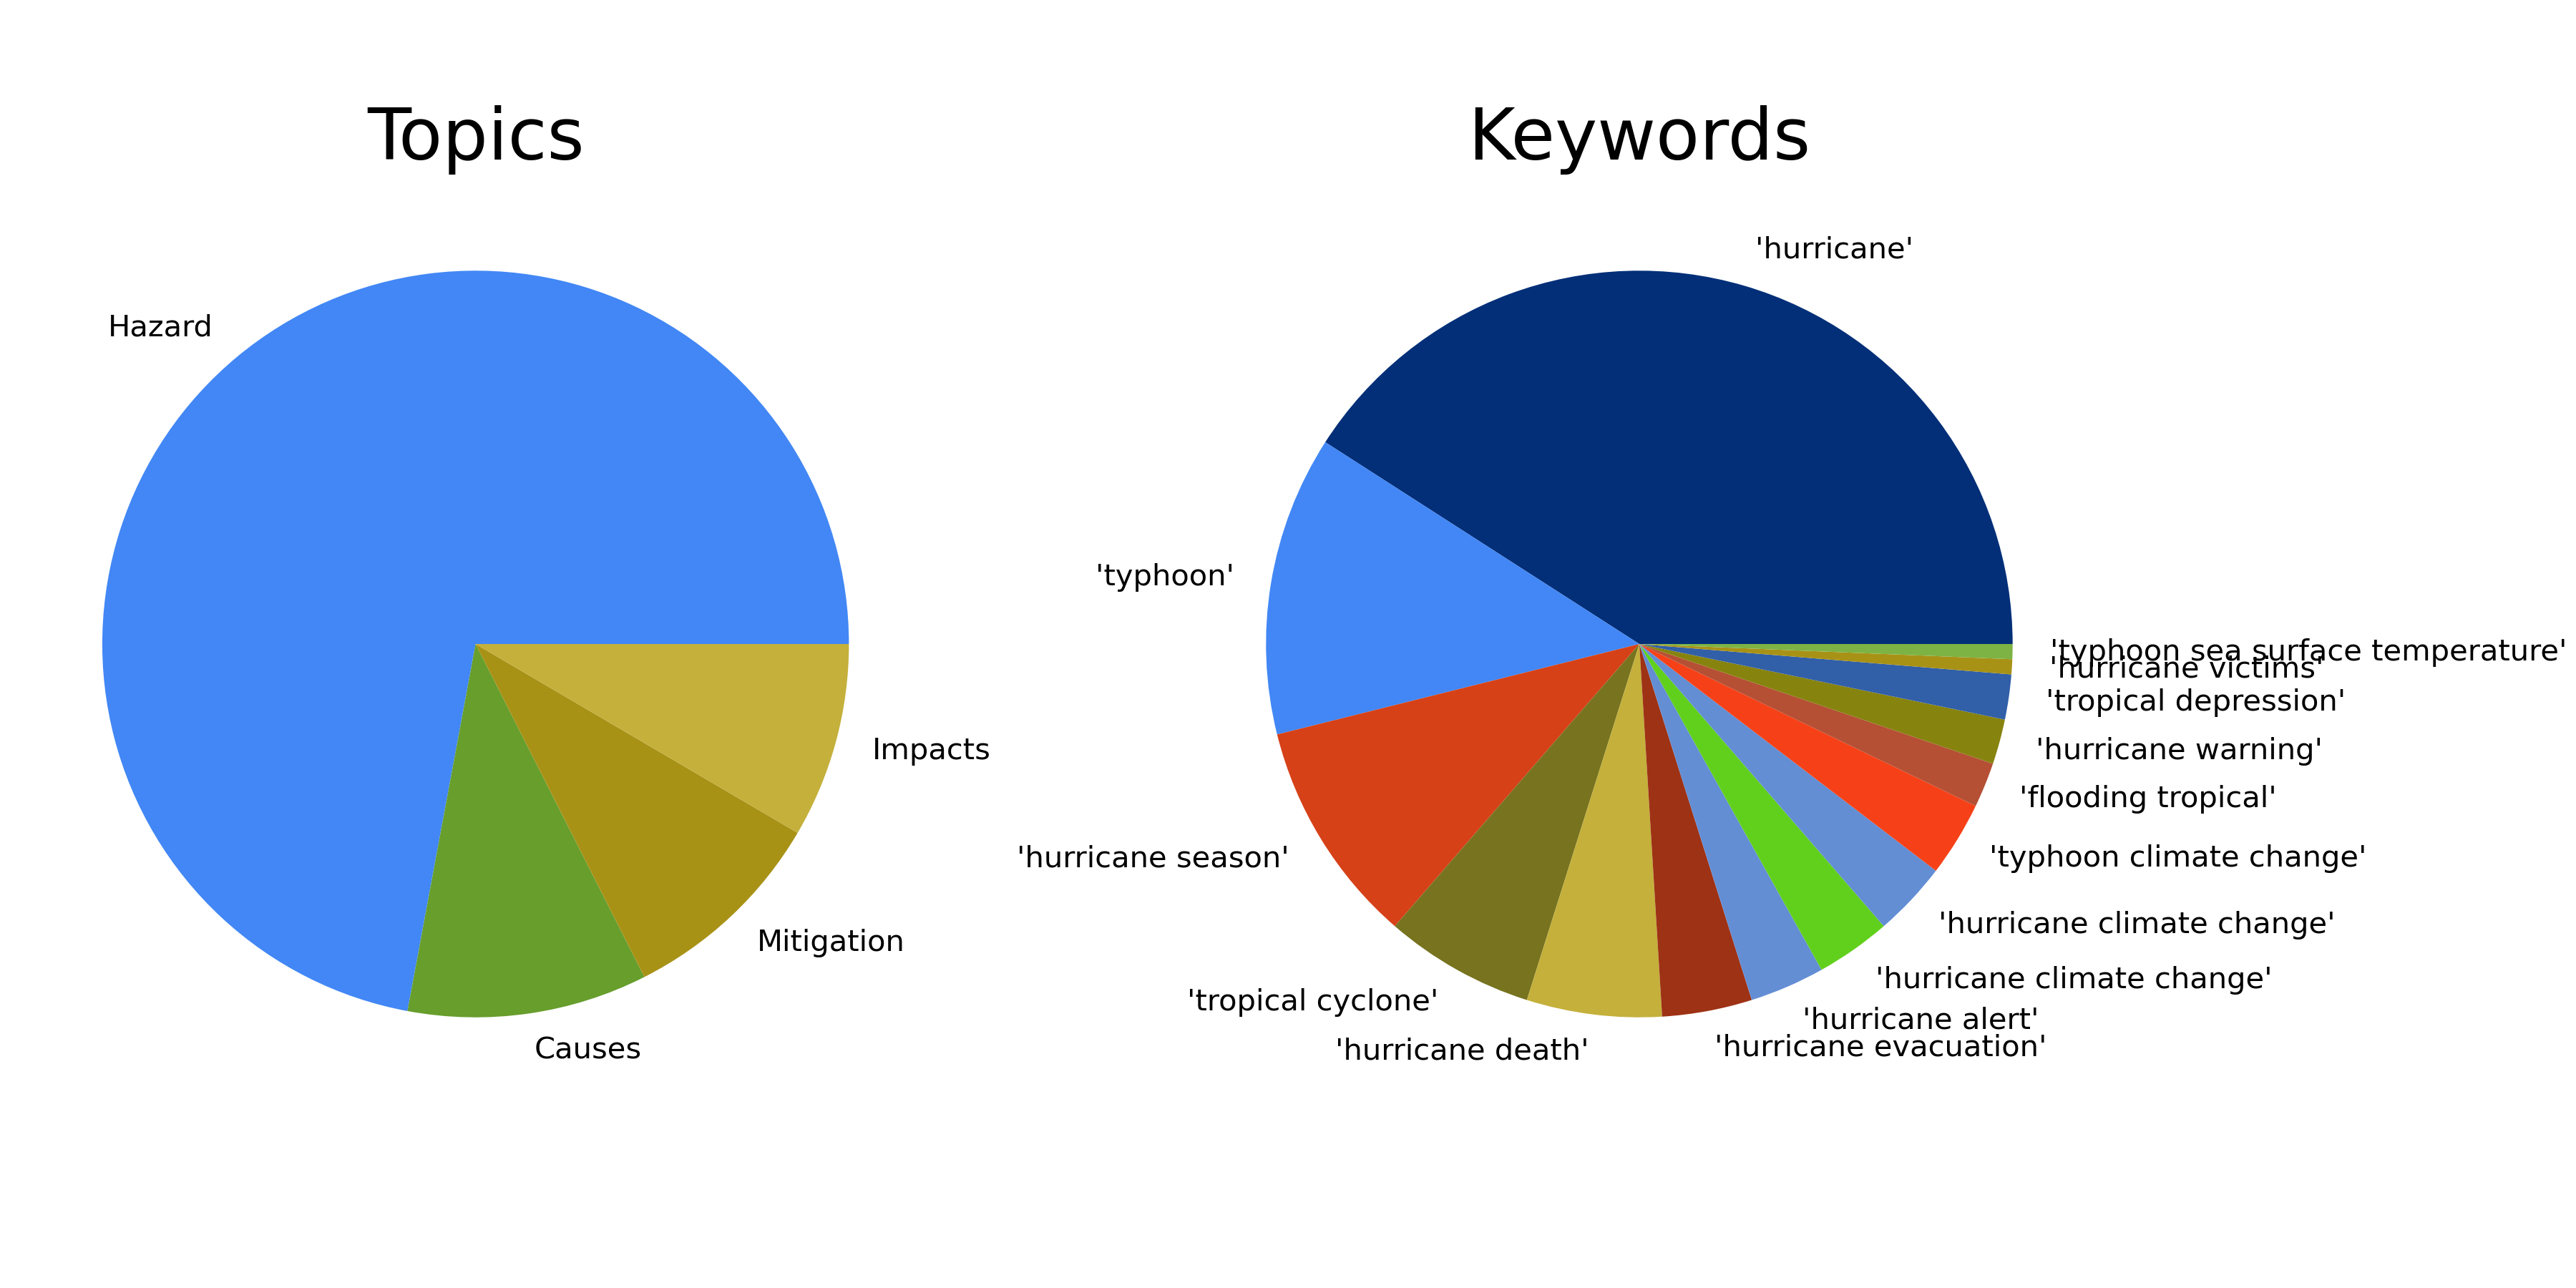 Topics
Keywords
Hazard
Impacts
Mitigation
Causes
'hurricane'
'typhoon'
'hurricane season'
'tropical cyclone'
'hurricane death'
'hurricane evacuation'
'hurricane alert'
'hurricane climate change'
'hurricane climate change'
'typhoon climate change'
'flooding tropical'
'hurricane warning'
'tropical depression'
'hurricane victims'
'typhoon sea surface temperature'